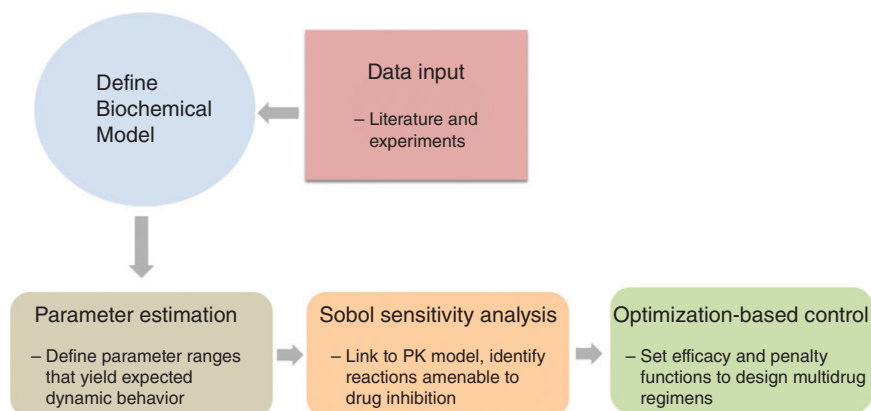 Define
Biochemical
Model
Data input
– Literature and
experiments
Parameter estimation
– Define parameter ranges
that yield expected
dynamic behavior
Sobol sensitivity analysis
– Link to PK model, identify
reactions amenable to
drug inhibition
Optimization-based control
– Set efficacy and penalty
functions to design multidrug
regimens